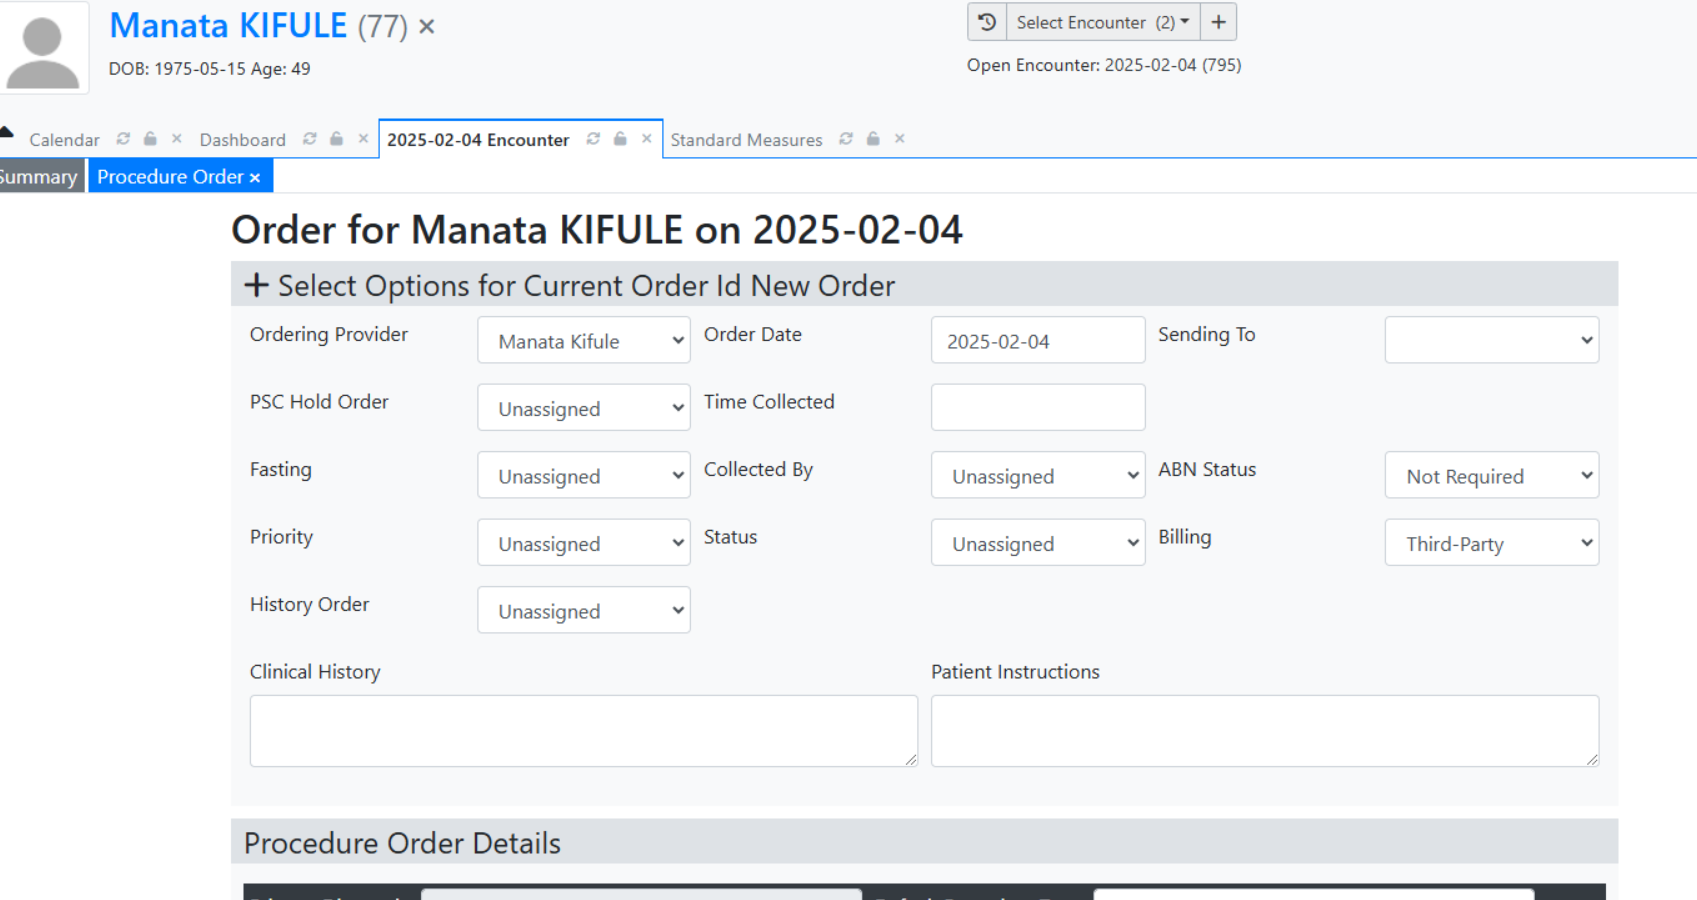 Manata KIFULE (77) ×
Select Encounter (2)
DOB: 1975-05-15 Age: 49
Open Encounter: 2025-02-04 (795)
Calendar Dashboard 2025-02-04 Encounter Standard Measures
Summary Procedure Order ×
Order for Manata KIFULE on 2025-02-04
+ Select Options for Current Order Id New Order
Ordering Provider Manata Kifule Order Date 2025-02-04 Sending To
PSC Hold Order Unassigned Time Collected
Fasting Unassigned Collected By Unassigned ABN Status Not Required
Priority Unassigned Status Unassigned Billing Third-Party
History Order Unassigned
Clinical History Patient Instructions
Procedure Order Details